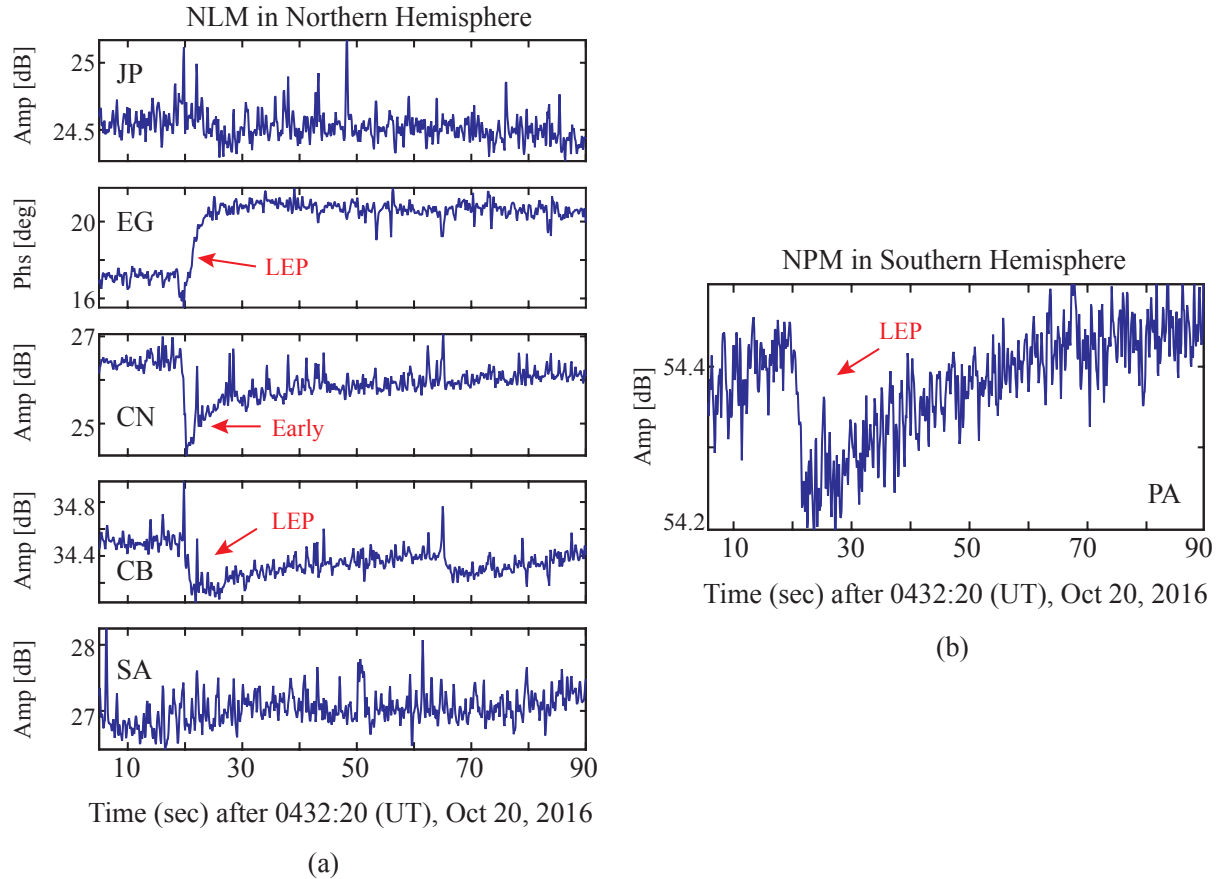 NLM in Northern Hemisphere
Amp [dB]
25
24.5
JP
Phs [deg]
20
16
EG
LEP
Amp [dB]
27
25
CN
Early
Amp [dB]
34.8
34.4
CB
LEP
Amp [dB]
28
27
SA
10 30 50 70 90
Time (sec) after 0432:20 (UT), Oct 20, 2016
(a)
NPM in Southern Hemisphere
Amp [dB]
54.4
54.2
LEP
PA
10 30 50 70 90
Time (sec) after 0432:20 (UT), Oct 20, 2016
(b)